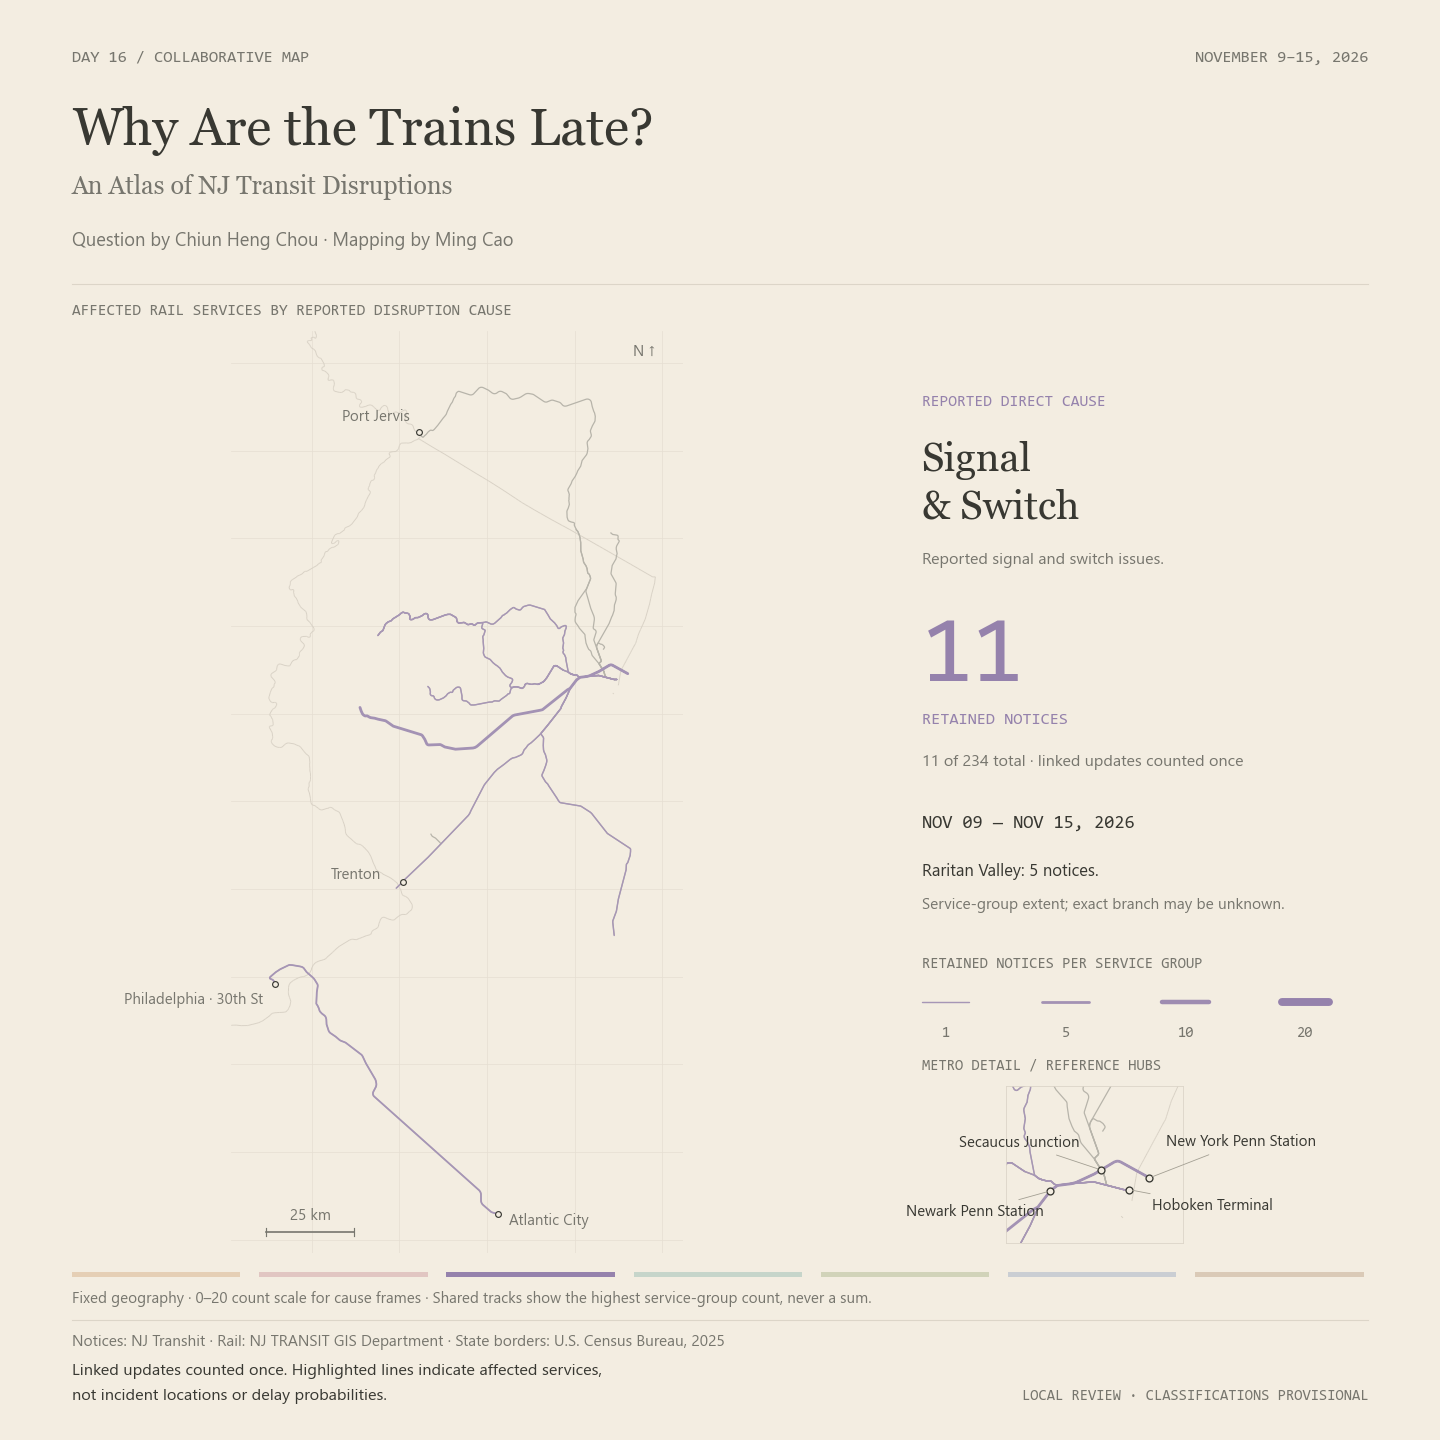 DAY 16 / COLLABORATIVE MAP
NOVEMBER 9–15, 2026
Why Are the Trains Late?
An Atlas of NJ Transit Disruptions
Question by Chiun Heng Chou · Mapping by Ming Cao
AFFECTED RAIL SERVICES BY REPORTED DISRUPTION CAUSE
N ↑
Port Jervis
Trenton
Philadelphia · 30th St
25 km
Atlantic City
REPORTED DIRECT CAUSE
Signal
& Switch
Reported signal and switch issues.
11
RETAINED NOTICES
11 of 234 total · linked updates counted once
NOV 09 — NOV 15, 2026
Raritan Valley: 5 notices.
Service-group extent; exact branch may be unknown.
RETAINED NOTICES PER SERVICE GROUP
1 5 10 20
METRO DETAIL / REFERENCE HUBS
Secaucus Junction
New York Penn Station
Newark Penn Station
Hoboken Terminal
Fixed geography · 0–20 count scale for cause frames · Shared tracks show the highest service-group count, never a sum.
Notices: NJ Transhit · Rail: NJ TRANSIT GIS Department · State borders: U.S. Census Bureau, 2025
Linked updates counted once. Highlighted lines indicate affected services,
not incident locations or delay probabilities.
LOCAL REVIEW · CLASSIFICATIONS PROVISIONAL